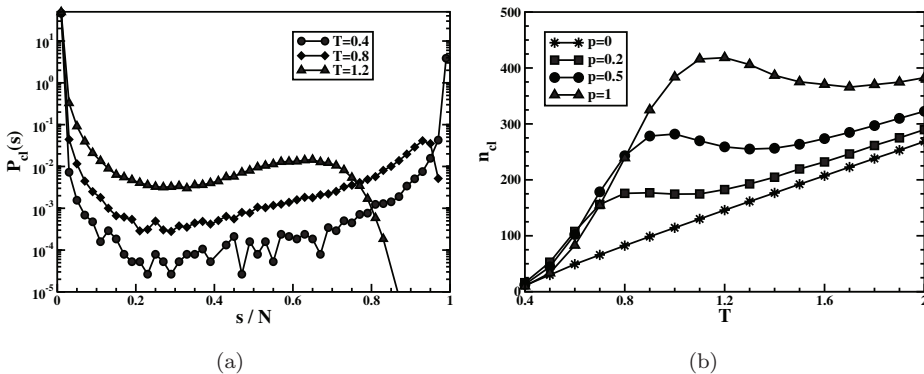 10^1
10^0
10^-1
10^-2
10^-3
10^-4
10^-5
P_cl(s)
0 0.2 0.4 0.6 0.8 1
s / N
T=0.4
T=0.8
T=1.2
(a)
500
400
300
200
100
0
n_cl
0.4 0.8 1.2 1.6 2
T
p=0
p=0.2
p=0.5
p=1
(b)